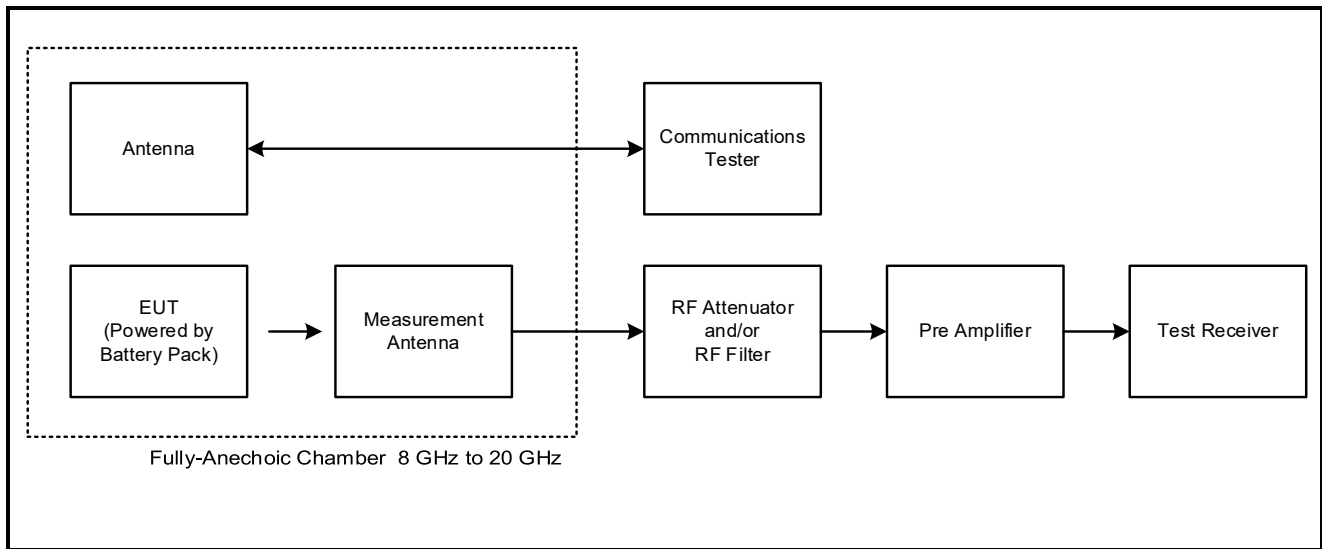 Antenna
Communications
Tester
EUT
(Powered by
Battery Pack)
Measurement
Antenna
RF Attenuator
and/or
RF Filter
Pre Amplifier
Test Receiver
Fully-Anechoic Chamber 8 GHz to 20 GHz